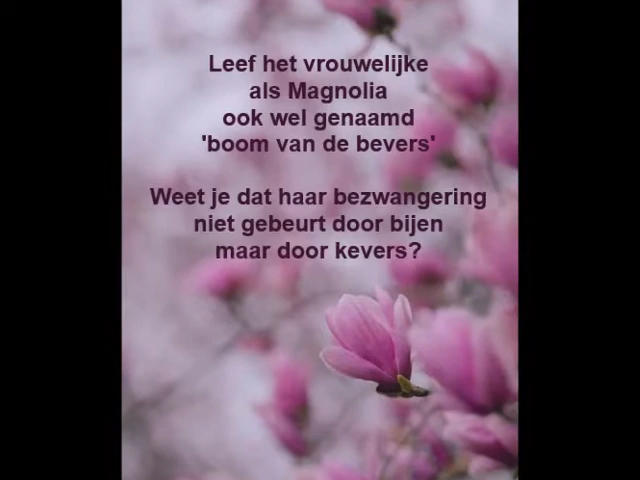 Leef het vrouwelijke
als Magnolia
ook wel genaamd
'boom van de bevers'
Weet je dat haar bezwangering
niet gebeurt door bijen
maar door kevers?